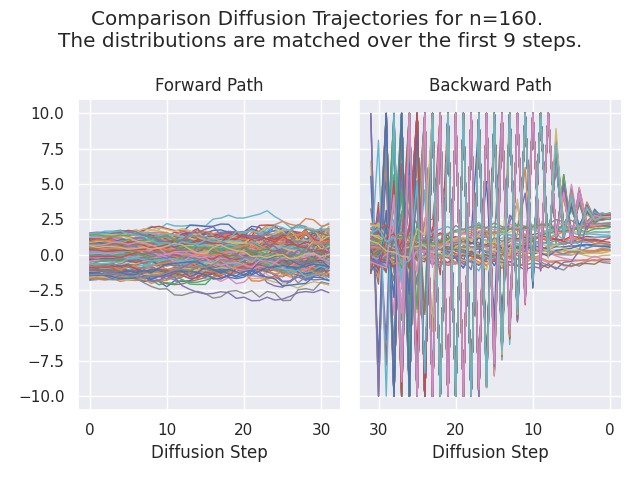 Comparison Diffusion Trajectories for n=160.
The distributions are matched over the first 9 steps.
Forward Path
Backward Path
10.0
7.5
5.0
2.5
0.0
−2.5
−5.0
−7.5
−10.0
0 10 20 30
30 20 10 0
Diffusion Step
Diffusion Step